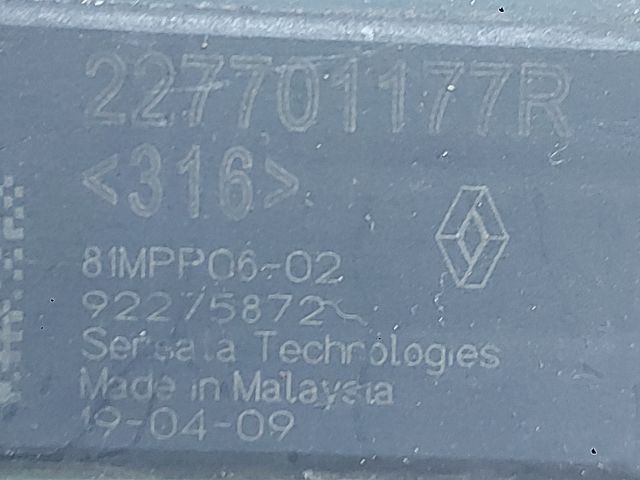 227701177R
<316>
81MPP06-02
92275872
Sensata Technologies
Made in Malaysia
19-04-09